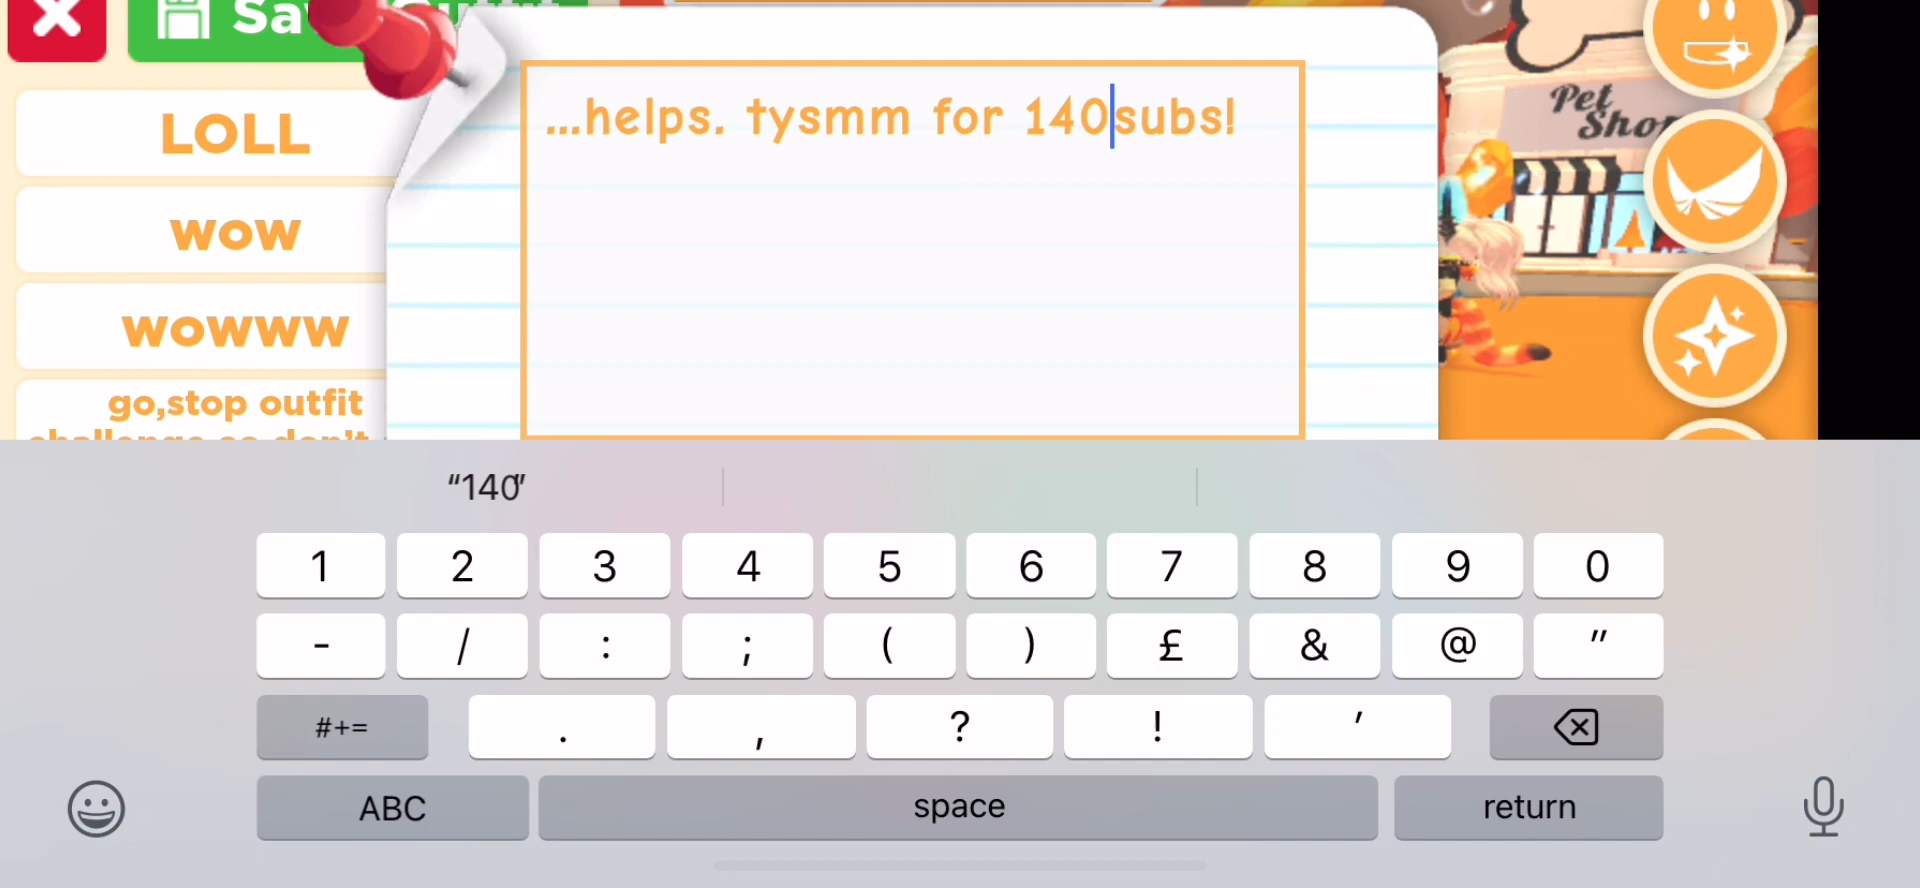 Sa
LOLL
wow
wowww
go,stop outfit
...helps. tysmm for 140subs!
Pet
Shop
“140”
1 2 3 4 5 6 7 8 9 0
- / : ; ( ) £ & @ "
#+= . , ? ! '
ABC space return